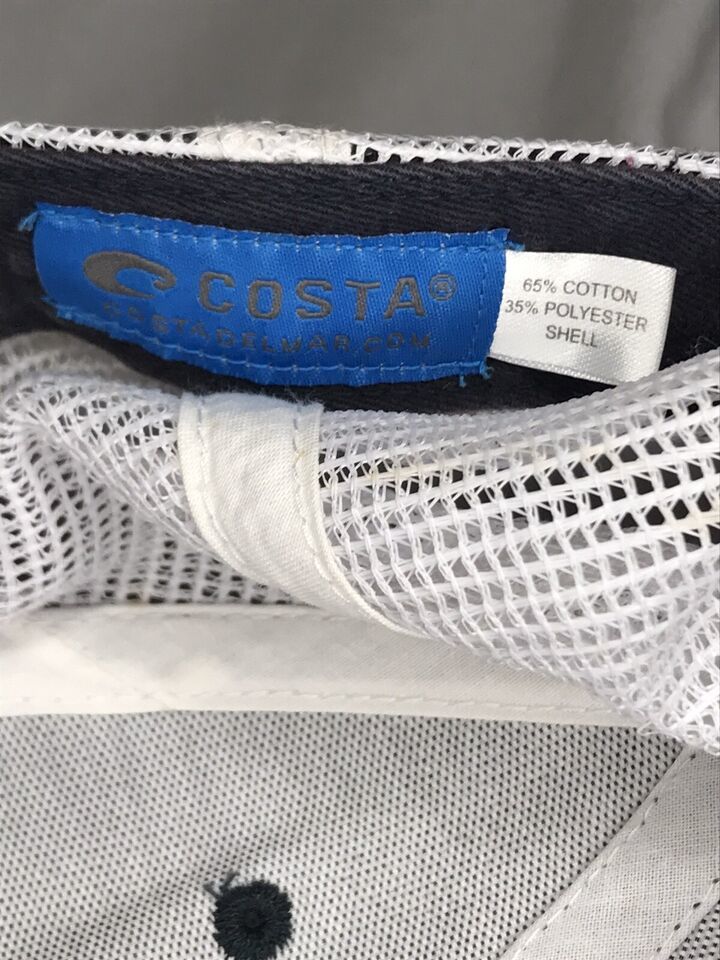 COSTA®
COSTADELMAR.COM
65% COTTON
35% POLYESTER
SHELL